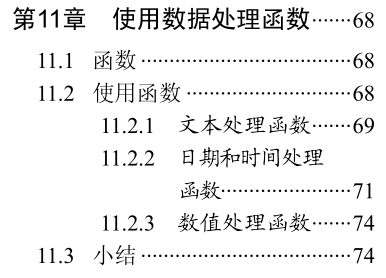 第11章 使用数据处理函数……68
11.1 函数……………………………68
11.2 使用函数………………………68
11.2.1 文本处理函数……69
11.2.2 日期和时间处理
函数………………71
11.2.3 数值处理函数……74
11.3 小结……………………………74